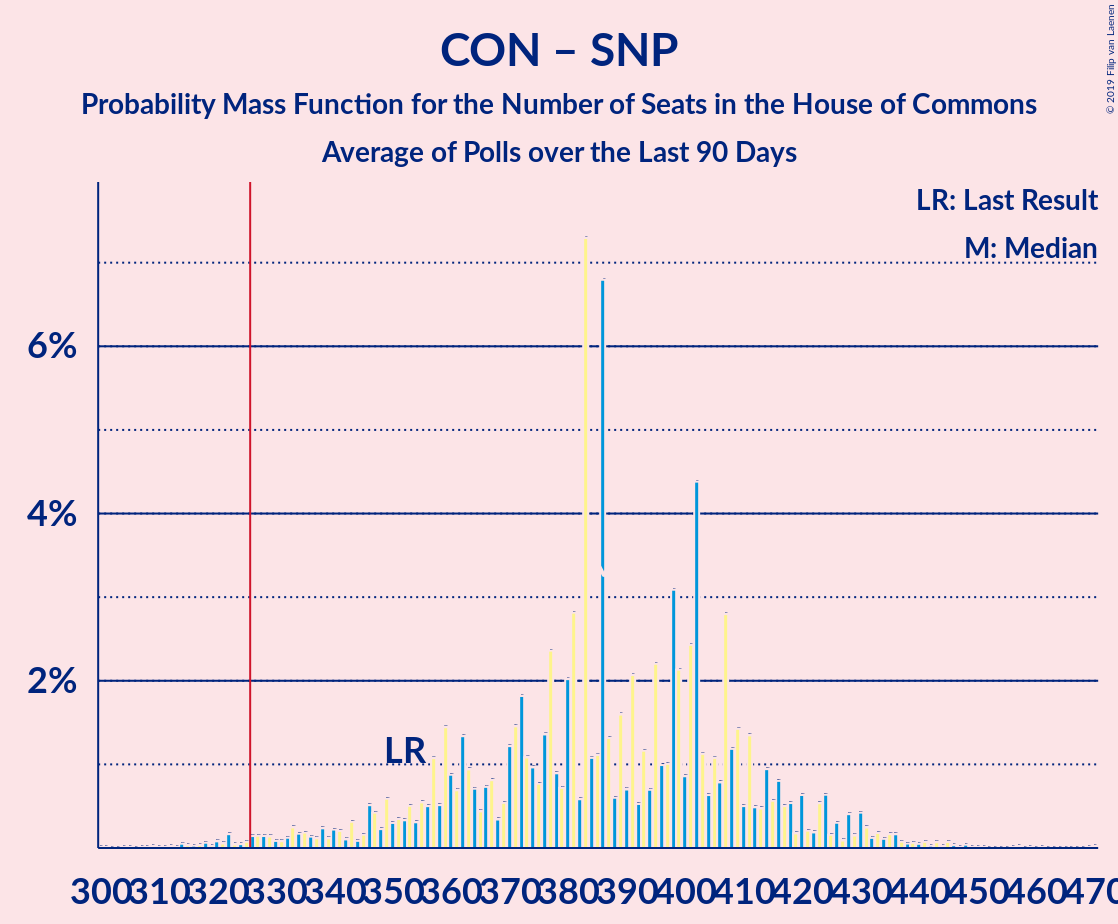 CON – SNP
Probability Mass Function for the Number of Seats in the House of Commons
Average of Polls over the Last 90 Days
© 2019 Filip van Laenen
LR: Last Result
M: Median
6%
4%
2%
LR
300 310 320 330 340 350 360 370 380 390 400 410 420 430 440 450 460 470